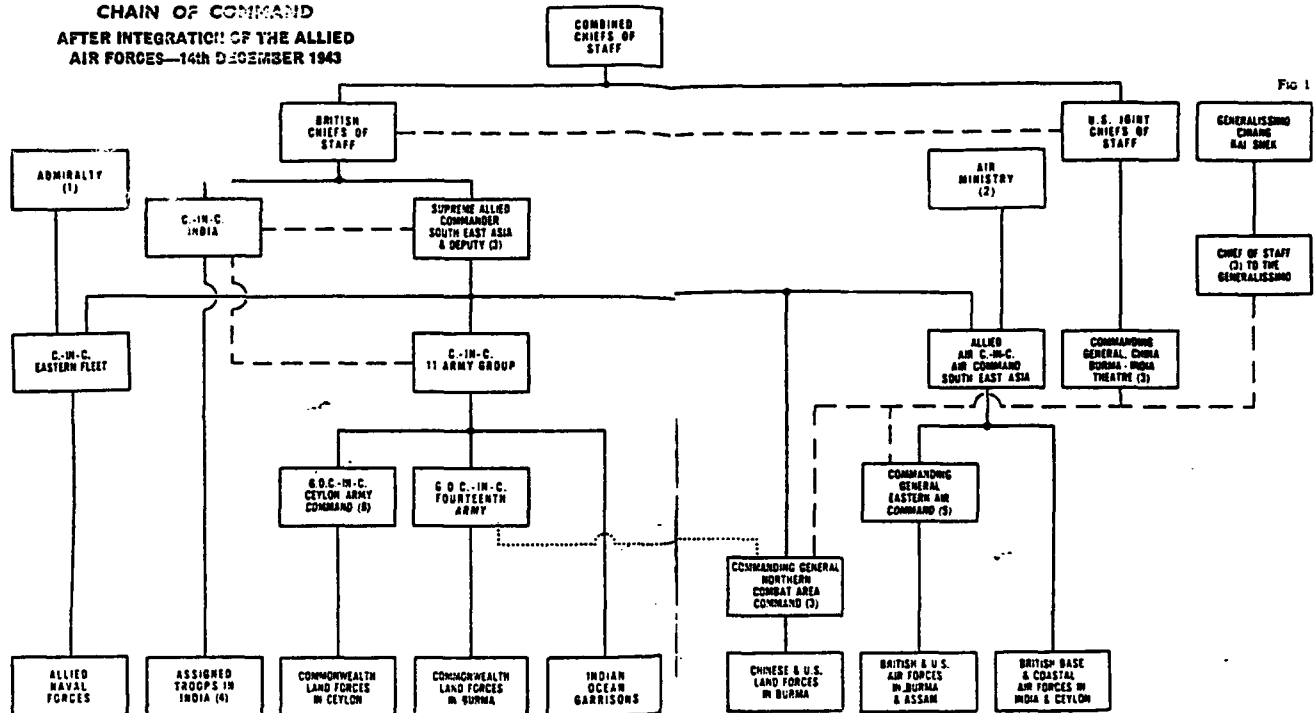 CHAIN OF COMMAND
AFTER INTEGRATION OF THE ALLIED
AIR FORCES—14th DECEMBER 1943
COMBINED
CHIEFS OF
STAFF
FIG 1
BRITISH
CHIEFS OF
STAFF
U.S. JOINT
CHIEFS OF
STAFF
GENERALISSIMO
CHIANG
KAI SHEK
ADMIRALTY
(1)
AIR
MINISTRY
(2)
C.-IN-C.
INDIA
SUPREME ALLIED
COMMANDER
SOUTH EAST ASIA
& DEPUTY (3)
CHIEF OF STAFF
(3) TO THE
GENERALISSIMO
C.-IN-C.
EASTERN FLEET
C.-IN-C.
11 ARMY GROUP
ALLIED
AIR C.-IN-C.
AIR COMMAND
SOUTH EAST ASIA
COMMANDING
GENERAL, CHINA
BURMA-INDIA
THEATRE (3)
G.O.C.-IN-C.
CEYLON ARMY
COMMAND (8)
G.O.C.-IN-C.
FOURTEENTH
ARMY
COMMANDING
GENERAL
EASTERN AIR
COMMAND (5)
COMMANDING GENERAL
NORTHERN
COMBAT AREA
COMMAND (3)
ALLIED
NAVAL
FORCES
ASSIGNED
TROOPS IN
INDIA (4)
COMMONWEALTH
LAND FORCES
IN CEYLON
COMMONWEALTH
LAND FORCES
IN BURMA
INDIAN
OCEAN
GARRISONS
CHINESE & U.S.
LAND FORCES
IN BURMA
BRITISH & U.S.
AIR FORCES
IN BURMA
& ASSAM
BRITISH BASE
& COASTAL
AIR FORCES IN
INDIA & CEYLON